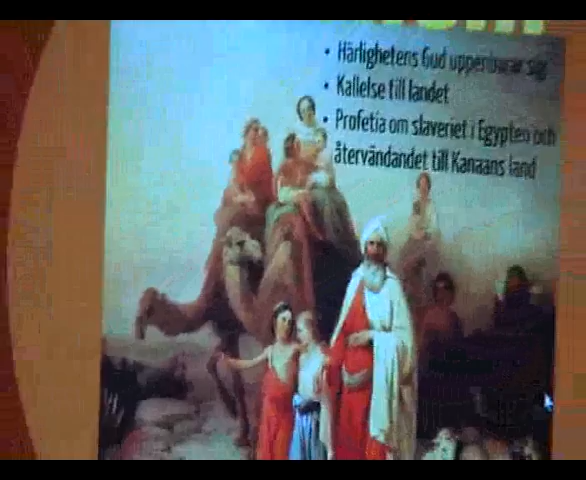 • Härlighetens Gud uppenbarar sig
• Kallelse till landet
• Profetia om slaveriet i Egypten och
återvändandet till Kanaans land